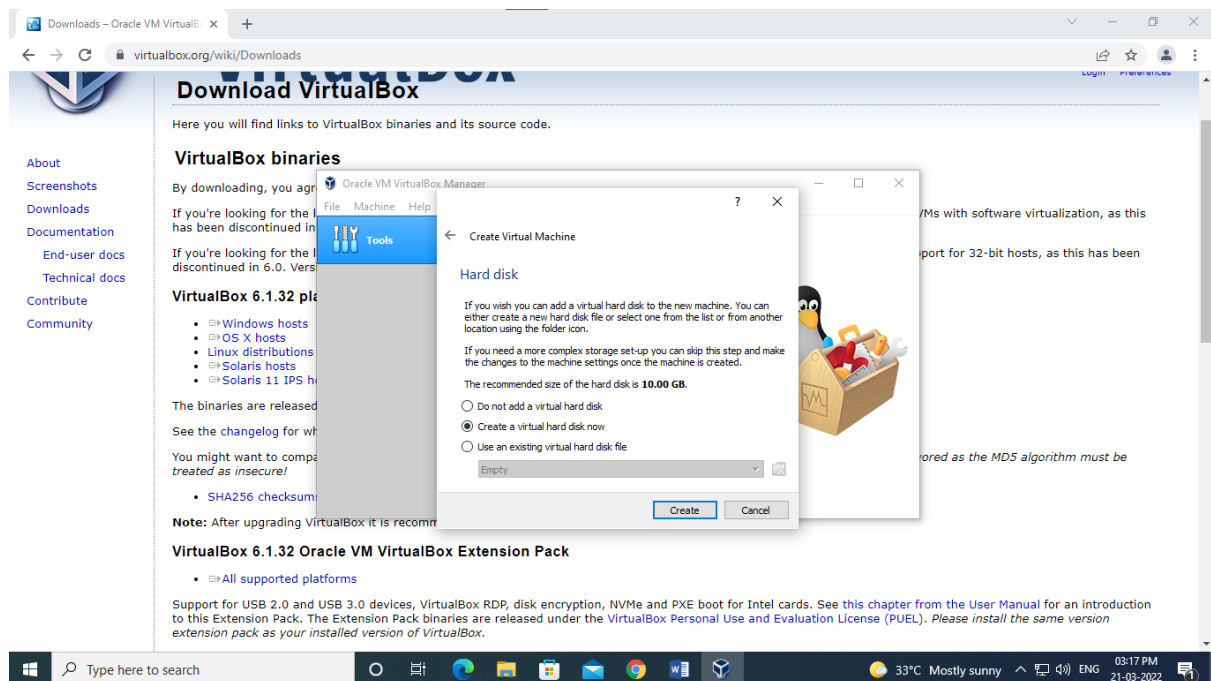 Downloads – Oracle VM VirtualB
virtualbox.org/wiki/Downloads
VirtualBox
Login Preferences
Download VirtualBox
Here you will find links to VirtualBox binaries and its source code.
About
Screenshots
Downloads
Documentation
End-user docs
Technical docs
Contribute
Community
VirtualBox binaries
By downloading, you agr
If you're looking for the l
/Ms with software virtualization, as this
has been discontinued in
If you're looking for the l
port for 32-bit hosts, as this has been
discontinued in 6.0. Vers
VirtualBox 6.1.32 pla
Windows hosts
OS X hosts
Linux distributions
Solaris hosts
Solaris 11 IPS h
The binaries are released
See the changelog for wh
You might want to compa
vored as the MD5 algorithm must be
treated as insecure!
SHA256 checksum
Note: After upgrading VirtualBox it is recomm
VirtualBox 6.1.32 Oracle VM VirtualBox Extension Pack
All supported platforms
Support for USB 2.0 and USB 3.0 devices, VirtualBox RDP, disk encryption, NVMe and PXE boot for Intel cards. See this chapter from the User Manual for an introduction
to this Extension Pack. The Extension Pack binaries are released under the VirtualBox Personal Use and Evaluation License (PUEL). Please install the same version
extension pack as your installed version of VirtualBox.
Oracle VM VirtualBox Manager
File Machine Help
Tools
?
Create Virtual Machine
Hard disk
If you wish you can add a virtual hard disk to the new machine. You can
either create a new hard disk file or select one from the list or from another
location using the folder icon.
If you need a more complex storage set-up you can skip this step and make
the changes to the machine settings once the machine is created.
The recommended size of the hard disk is 10.00 GB.
Do not add a virtual hard disk
Create a virtual hard disk now
Use an existing virtual hard disk file
Empty
Create Cancel
Type here to search
33°C Mostly sunny
ENG
03:17 PM
21-03-2022
1